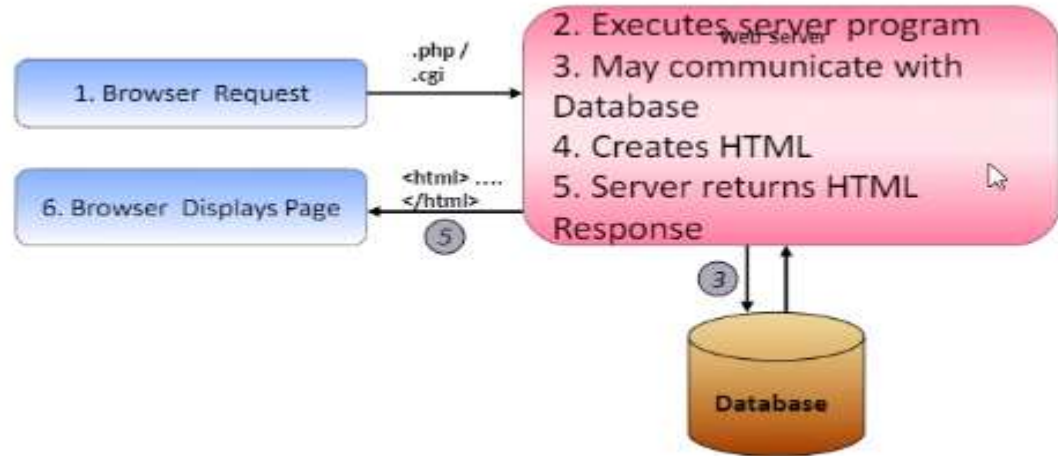 1. Browser Request
.php /
.cgi
Web Server
2. Executes server program
3. May communicate with
Database
4. Creates HTML
5. Server returns HTML
Response
<html> ....
</html>
5
6. Browser Displays Page
3
Database